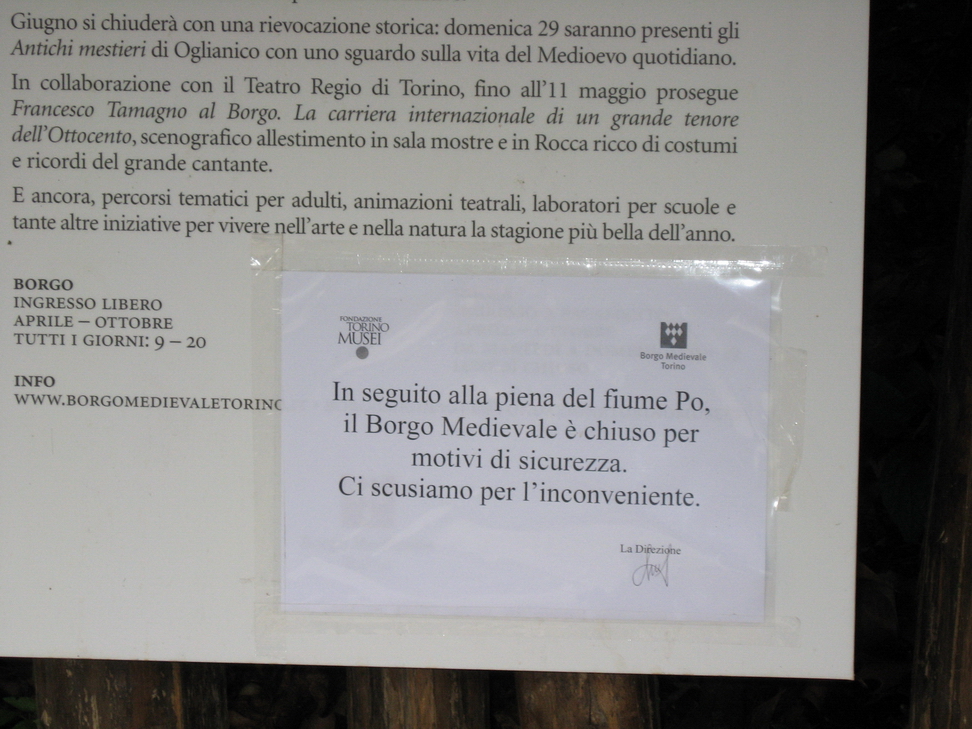 Giugno si chiuderà con una rievocazione storica: domenica 29 saranno presenti gli
Antichi mestieri di Oglianico con uno sguardo sulla vita del Medioevo quotidiano.
In collaborazione con il Teatro Regio di Torino, fino all'11 maggio prosegue
Francesco Tamagno al Borgo. La carriera internazionale di un grande tenore
dell'Ottocento, scenografico allestimento in sala mostre e in Rocca ricco di costumi
e ricordi del grande cantante.
E ancora, percorsi tematici per adulti, animazioni teatrali, laboratori per scuole e
tante altre iniziative per vivere nell'arte e nella natura la stagione più bella dell'anno.
BORGO
INGRESSO LIBERO
APRILE – OTTOBRE
TUTTI I GIORNI: 9 – 20
INFO
WWW.BORGOMEDIEVALETORINO
FONDAZIONE
TORINO
MUSEI
Borgo Medievale
Torino
In seguito alla piena del fiume Po,
il Borgo Medievale è chiuso per
motivi di sicurezza.
Ci scusiamo per l'inconveniente.
La Direzione